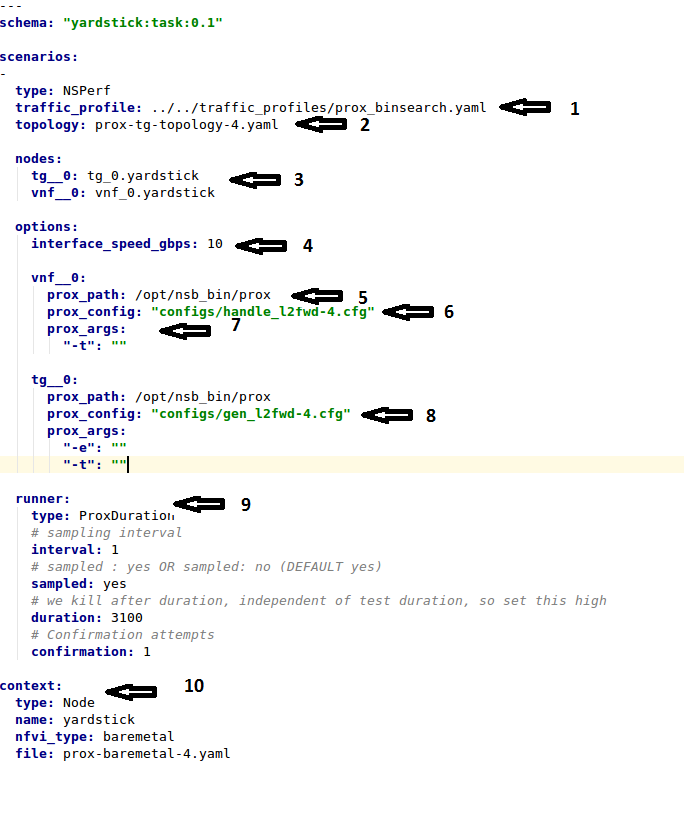 ---
schema: "yardstick:task:0.1"
scenarios:
-
type: NSPerf
traffic_profile: ../../traffic_profiles/prox_binsearch.yaml 1
topology: prox-tg-topology-4.yaml 2
nodes:
tg__0: tg_0.yardstick 3
vnf__0: vnf_0.yardstick
options:
interface_speed_gbps: 10 4
vnf__0:
prox_path: /opt/nsb_bin/prox 5
prox_config: "configs/handle_l2fwd-4.cfg" 6
prox_args: 7
"-t": ""
tg__0:
prox_path: /opt/nsb_bin/prox
prox_config: "configs/gen_l2fwd-4.cfg" 8
prox_args:
"-e": ""
"-t": ""
runner: 9
type: ProxDuration
# sampling interval
interval: 1
# sampled : yes OR sampled: no (DEFAULT yes)
sampled: yes
# we kill after duration, independent of test duration, so set this high
duration: 3100
# Confirmation attempts
confirmation: 1
context: 10
type: Node
name: yardstick
nfvi_type: baremetal
file: prox-baremetal-4.yaml